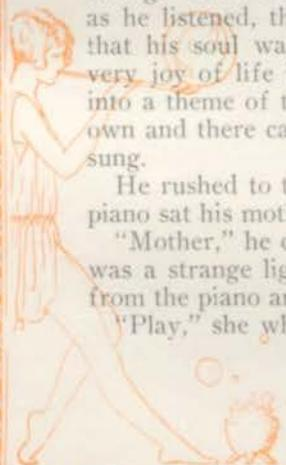 as he listened, th
that his soul wa
very joy of life
into a theme of t
own and there ca
sung.
He rushed to t
piano sat his mot
"Mother," he c
was a strange lig
from the piano an
"Play," she wh